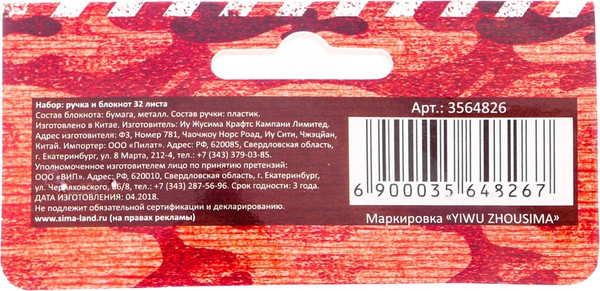 Набор: ручка и блокнот 32 листа
Состав блокнота: бумага, металл. Состав ручки: пластик.
Изготовлено в Китае. Изготовитель: Иу Жусима Крафтс Кампани Лимитед.
Адрес изготовителя: Ф3, Номер 781, Чаочжоу Норс Роад, Иу Сити, Чжэцйан,
Китай. Импортер: ООО «Пилат». Адрес: РФ, 620085, Свердловская область,
г. Екатеринбург, ул. 8 Марта, 212-4, тел.: +7 (343) 379-03-85.
Уполномоченное изготовителем лицо по принятию претензий:
ООО «ВИП». Адрес: РФ, 620010, Свердловская область, г. Екатеринбург,
ул. Черняховского, 86/8, тел.: +7 (343) 287-56-96. Срок годности: 3 года.
ДАТА ИЗГОТОВЛЕНИЯ: 04.2018.
Не подлежит обязательной сертификации и декларированию.
www.sima-land.ru (на правах рекламы)
Арт.: 3564826
6 900035 648267
Маркировка «YIWU ZHOUSIMA»